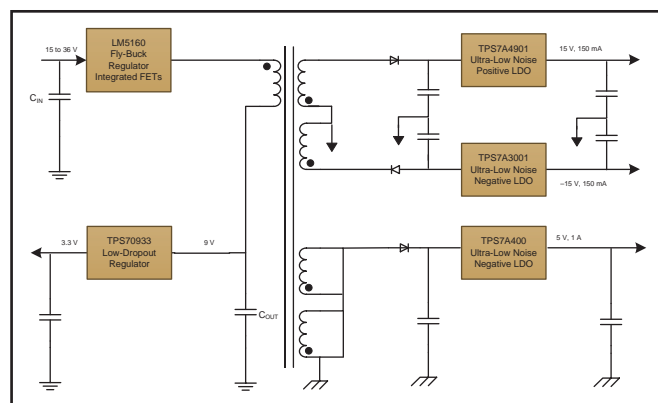 15 to 36 V
LM5160
Fly-Buck
Regulator
Integrated FETs
CIN
TPS7A4901
Ultra-Low Noise
Positive LDO
15 V, 150 mA
TPS7A3001
Ultra-Low Noise
Negative LDO
–15 V, 150 mA
3.3 V
TPS70933
Low-Dropout
Regulator
9 V
COUT
TPS7A400
Ultra-Low Noise
Negative LDO
5 V, 1 A